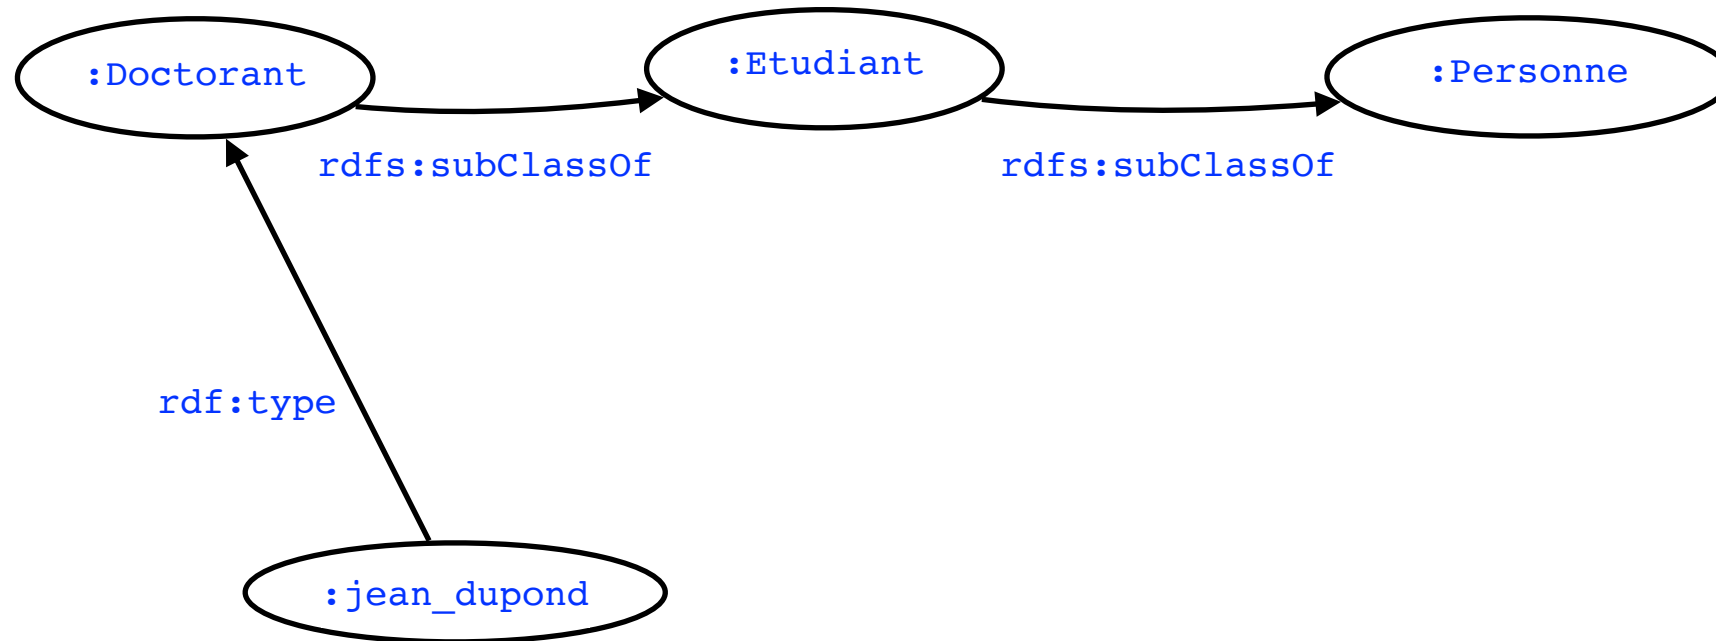 :Doctorant
:Etudiant
:Personne
rdfs:subClassOf
rdfs:subClassOf
rdf:type
:jean_dupond